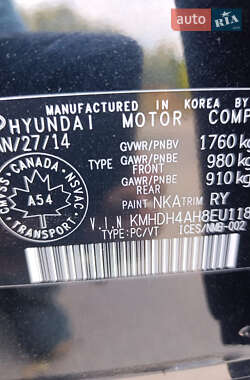 RIA
MANUFACTURED IN KOREA BY
HYUNDAI MOTOR COMP
N/27/14
GVWR/PNBV 1760 kg
TYPE GAWR/PNBE FRONT 980 kg
GAWR/PNBE REAR 910 kg
PAINT NKA TRIM RY
V.I.N KMHDH4AH8EU118
TYPE:PC/VT ICES/NMB-002
CMVSS CANADA NSVAC
A54
TRANSPORT